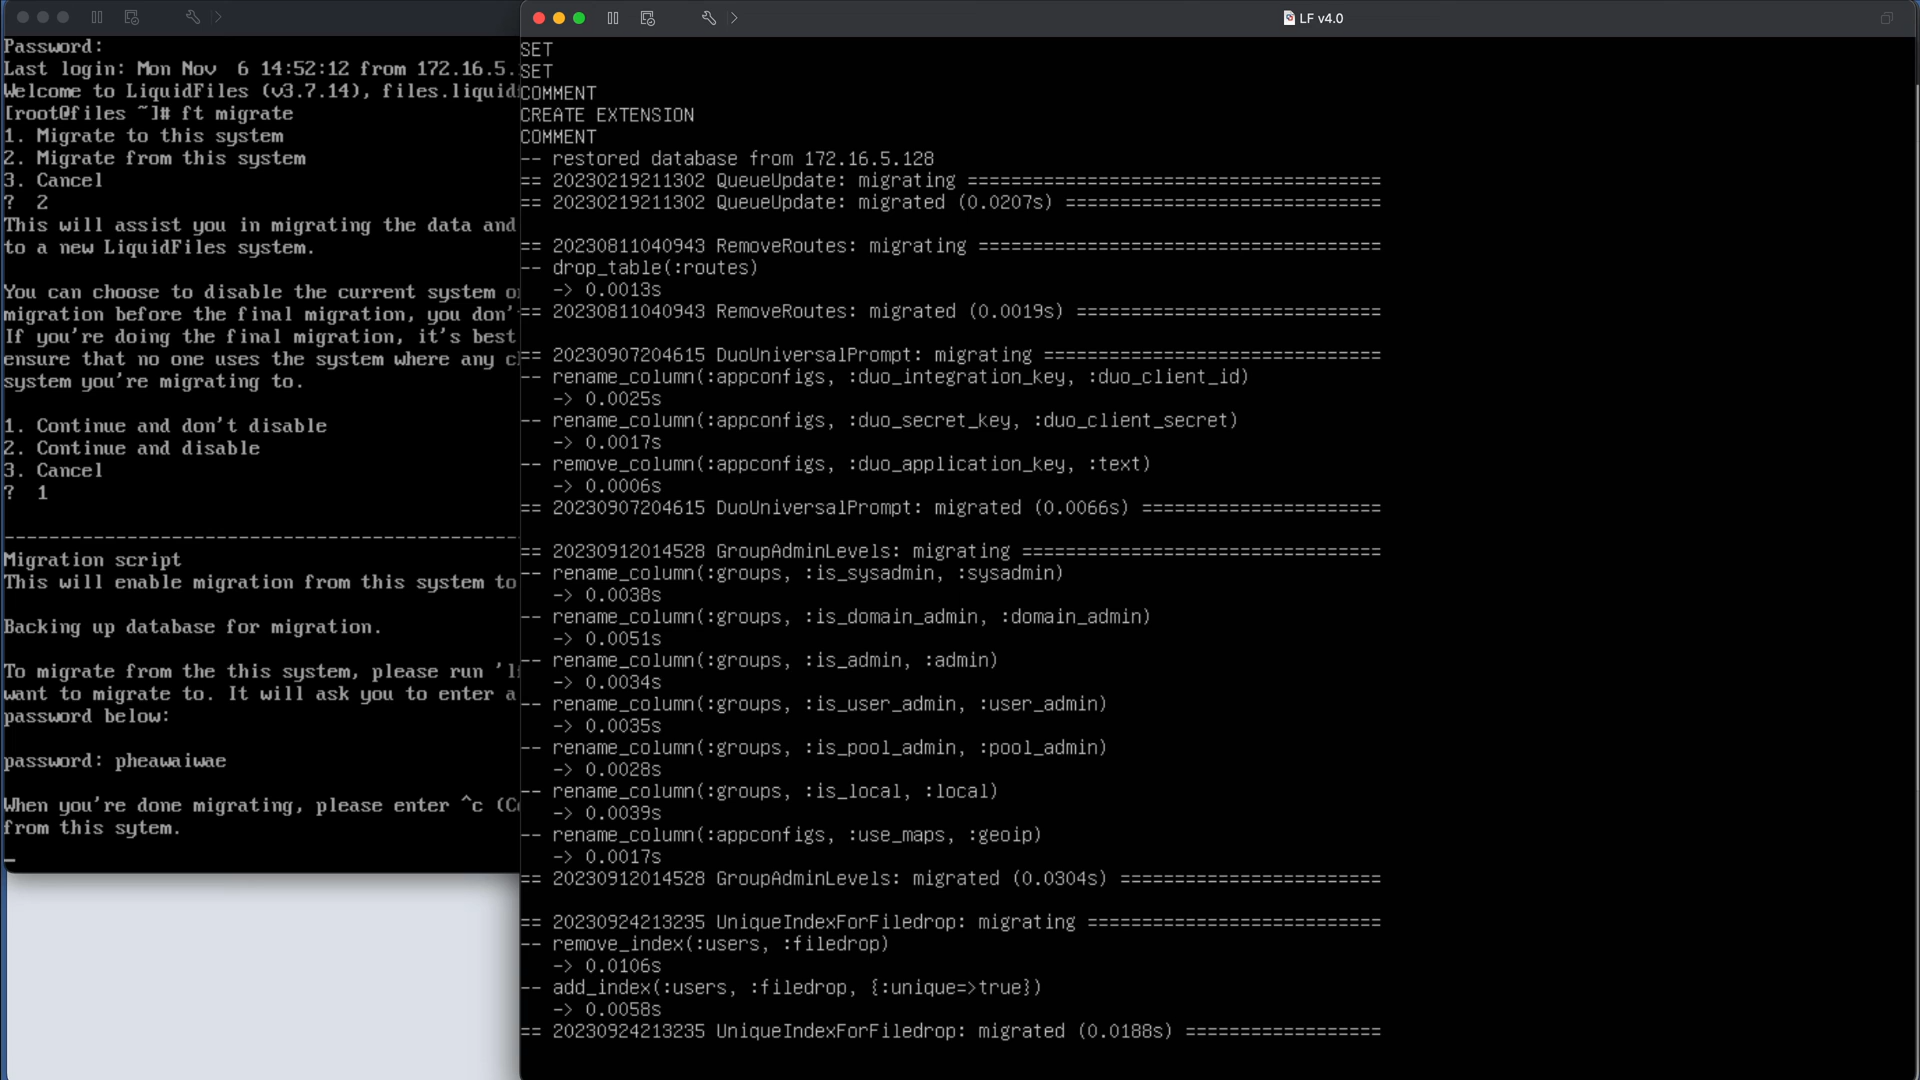 Password:
Last login: Mon Nov  6 14:52:12 from 172.16.5.
Welcome to LiquidFiles (v3.7.14), files.liquid
[root@files ~]# ft migrate
1. Migrate to this system
2. Migrate from this system
3. Cancel
?  2
This will assist you in migrating the data and
to a new LiquidFiles system.
You can choose to disable the current system
migration before the final migration, you don'
If you're doing the final migration, it's best
ensure that no one uses the system where any
system you're migrating to.
1. Continue and don't disable
2. Continue and disable
3. Cancel
?  1
-----------------------------------------------
Migration script
This will enable migration from this system to
Backing up database for migration.
To migrate from the this system, please run '
want to migrate to. It will ask you to enter a
password below:
password: pheawaiwae
When you're done migrating, please enter ^c (
from this sytem.
LF v4.0
SET
SET
COMMENT
CREATE EXTENSION
COMMENT
-- restored database from 172.16.5.128
== 20230219211302 QueueUpdate: migrating ======================================
== 20230219211302 QueueUpdate: migrated (0.0207s) =============================
== 20230811040943 RemoveRoutes: migrating =====================================
-- drop_table(:routes)
   -> 0.0013s
== 20230811040943 RemoveRoutes: migrated (0.0019s) ============================
== 20230907204615 DuoUniversalPrompt: migrating ===============================
-- rename_column(:appconfigs, :duo_integration_key, :duo_client_id)
   -> 0.0025s
-- rename_column(:appconfigs, :duo_secret_key, :duo_client_secret)
   -> 0.0017s
-- remove_column(:appconfigs, :duo_application_key, :text)
   -> 0.0006s
== 20230907204615 DuoUniversalPrompt: migrated (0.0066s) ======================
== 20230912014528 GroupAdminLevels: migrating =================================
-- rename_column(:groups, :is_sysadmin, :sysadmin)
   -> 0.0038s
-- rename_column(:groups, :is_domain_admin, :domain_admin)
   -> 0.0051s
-- rename_column(:groups, :is_admin, :admin)
   -> 0.0034s
-- rename_column(:groups, :is_user_admin, :user_admin)
   -> 0.0035s
-- rename_column(:groups, :is_pool_admin, :pool_admin)
   -> 0.0028s
-- rename_column(:groups, :is_local, :local)
   -> 0.0039s
-- rename_column(:appconfigs, :use_maps, :geoip)
   -> 0.0017s
== 20230912014528 GroupAdminLevels: migrated (0.0304s) ========================
== 20230924213235 UniqueIndexForFiledrop: migrating ===========================
-- remove_index(:users, :filedrop)
   -> 0.0106s
-- add_index(:users, :filedrop, {:unique=>true})
   -> 0.0058s
== 20230924213235 UniqueIndexForFiledrop: migrated (0.0188s) ==================